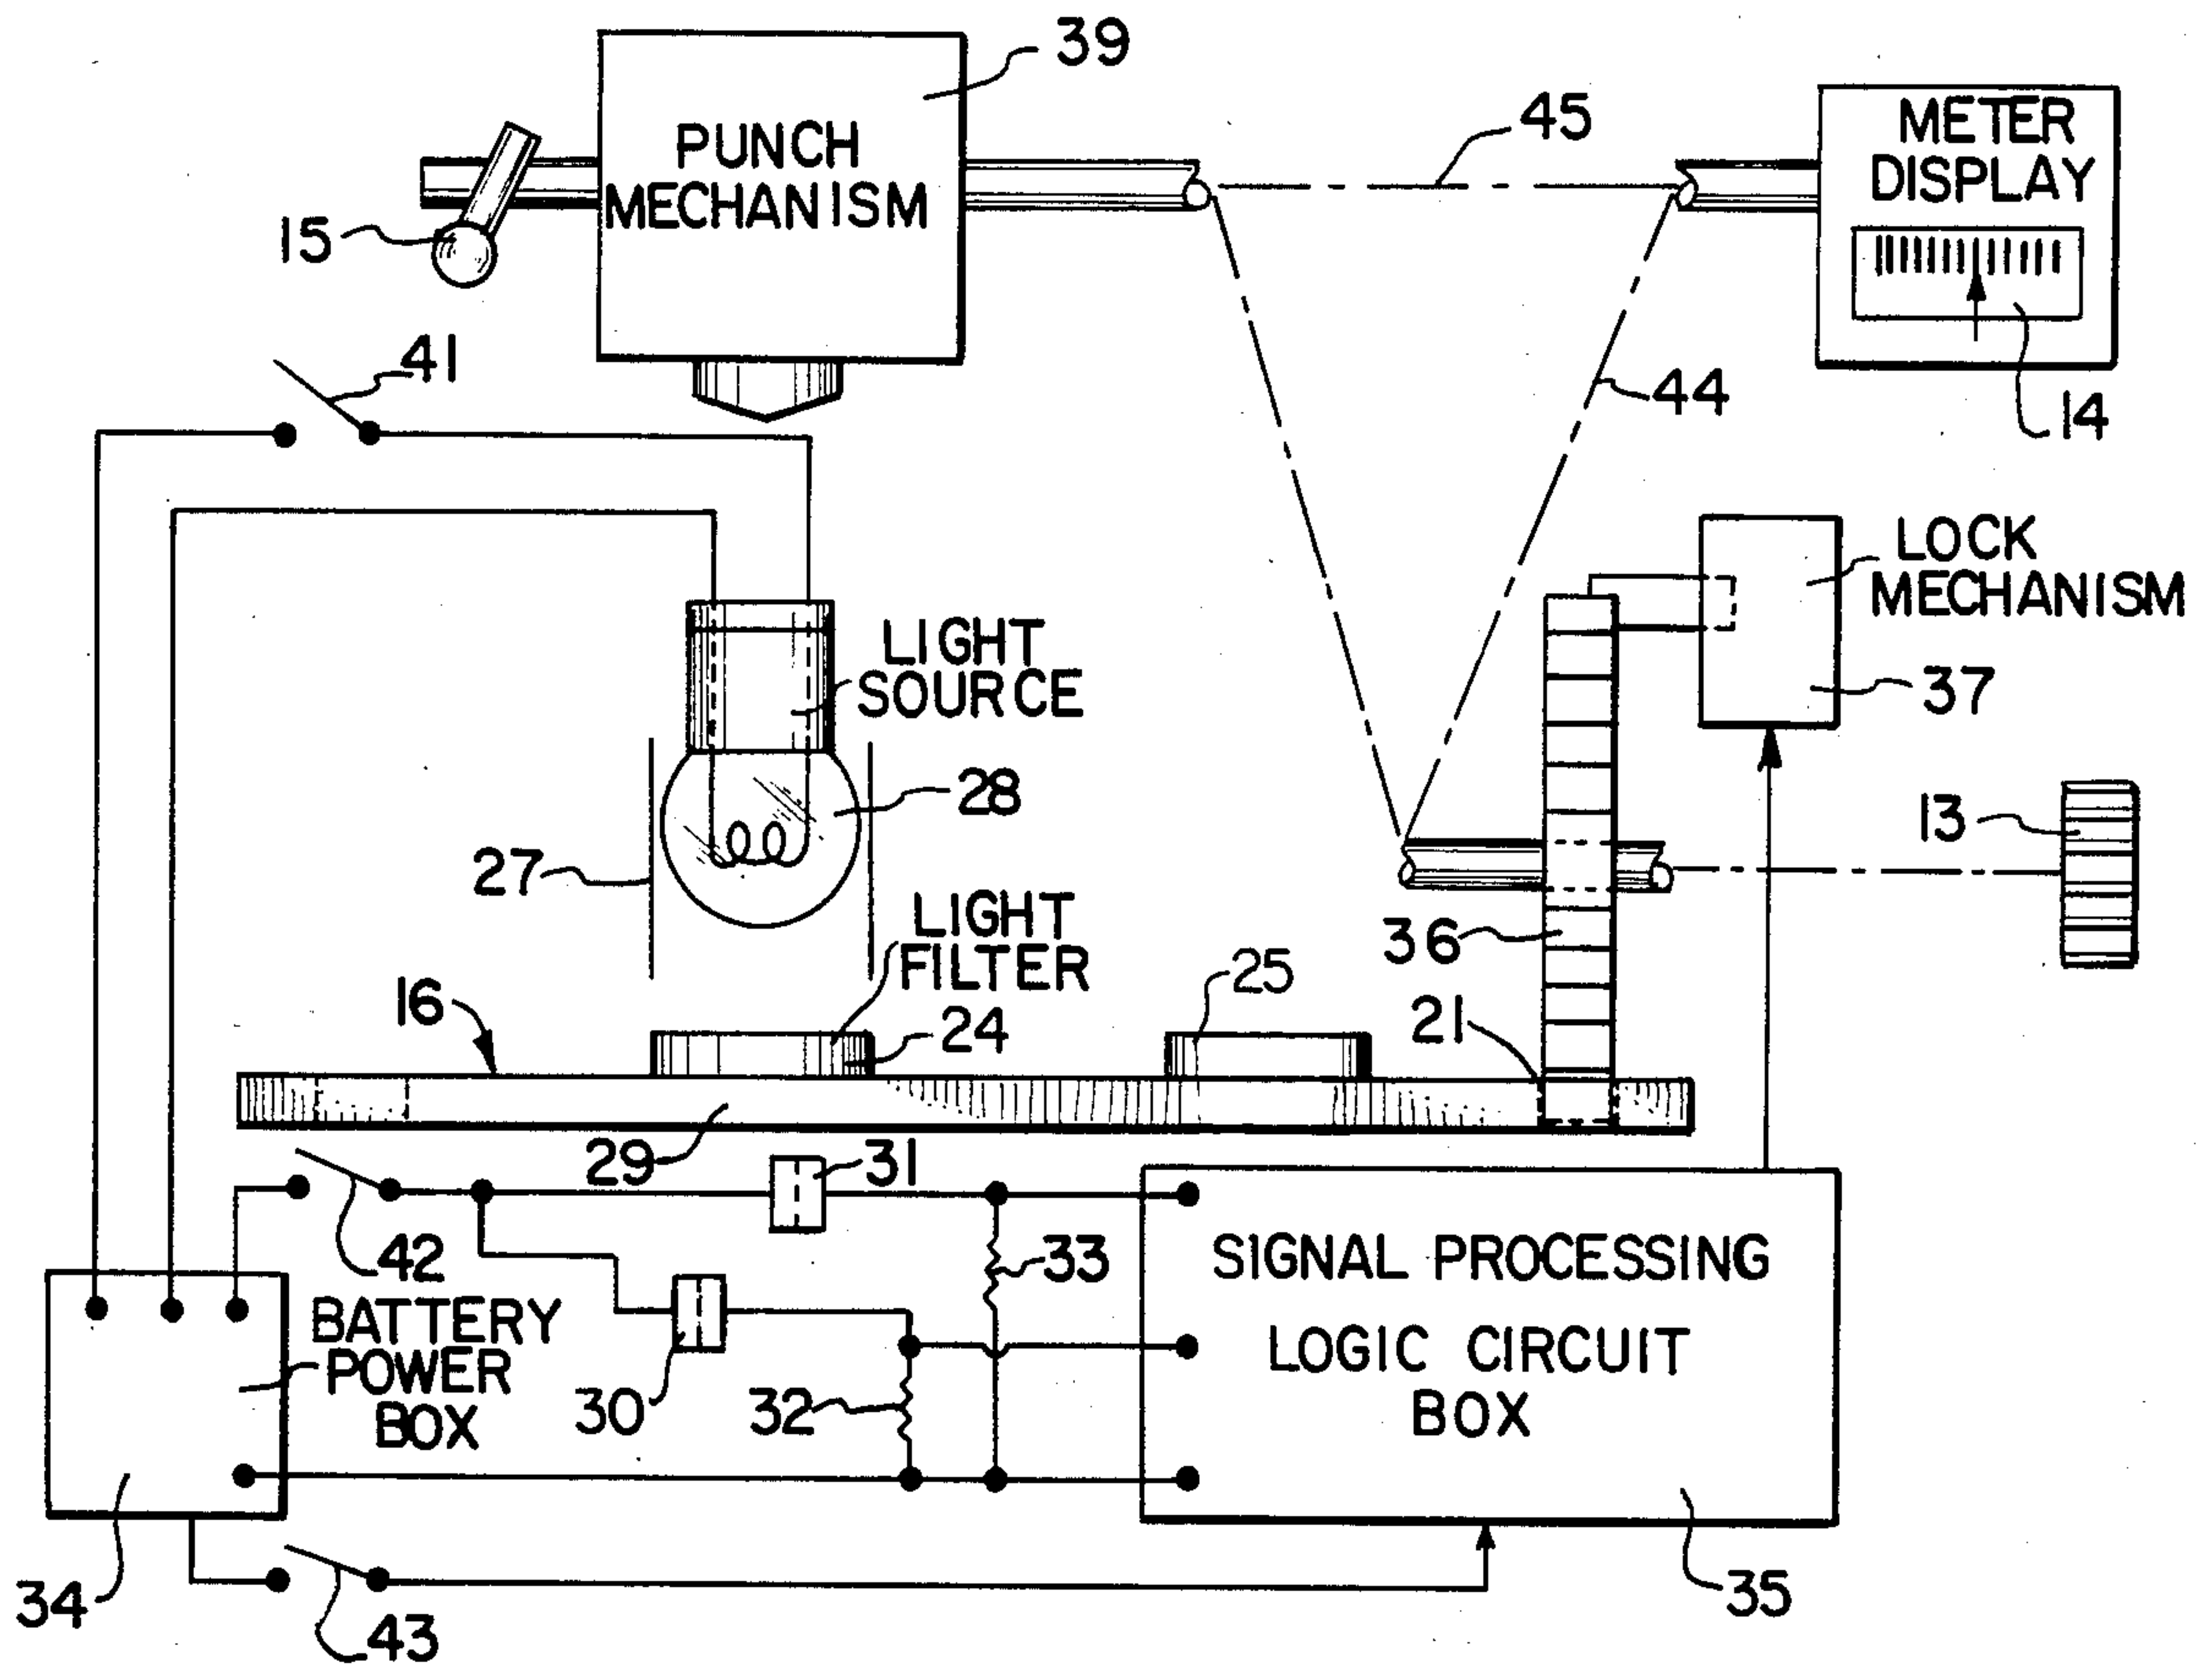 39
PUNCH
MECHANISM
45
METER
DISPLAY
15
14
41
44
LOCK
MECHANISM
37
LIGHT
SOURCE
28
27
13
LIGHT
FILTER
36
25
16
24
21
29
31
42
33
SIGNAL PROCESSING
LOGIC CIRCUIT
BOX
BATTERY
POWER
BOX
30
32
34
43
35